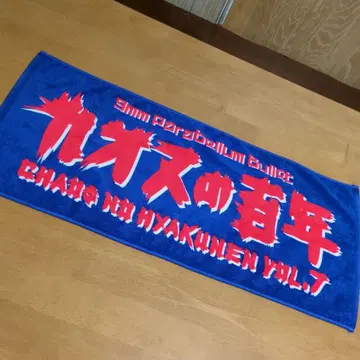 9mm Parabellum Bullet
カオスの百年
CHAOS NO HYAKUNEN VOL.7